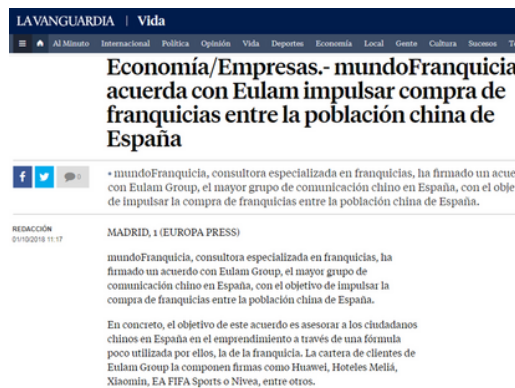 LA VANGUARDIA | Vida
Al Minuto Internacional Política Opinión Vida Deportes Economía Local Gente Cultura Sucesos
Economía/Empresas.- mundoFranquicia
acuerda con Eulam impulsar compra de
franquicias entre la población china de
España
• mundoFranquicia, consultora especializada en franquicias, ha firmado un acue
con Eulam Group, el mayor grupo de comunicación chino en España, con el obje
de impulsar la compra de franquicias entre la población china de España.
REDACCIÓN
01/10/2018 11:17
MADRID, 1 (EUROPA PRESS)
mundoFranquicia, consultora especializada en franquicias, ha
firmado un acuerdo con Eulam Group, el mayor grupo de
comunicación chino en España, con el objetivo de impulsar la
compra de franquicias entre la población china de España.
En concreto, el objetivo de este acuerdo es asesorar a los ciudadanos
chinos en España en el emprendimiento a través de una fórmula
poco utilizada por ellos, la de la franquicia. La cartera de clientes de
Eulam Group la componen firmas como Huawei, Hoteles Meliá,
Xiaomin, EA FIFA Sports o Nivea, entre otros.